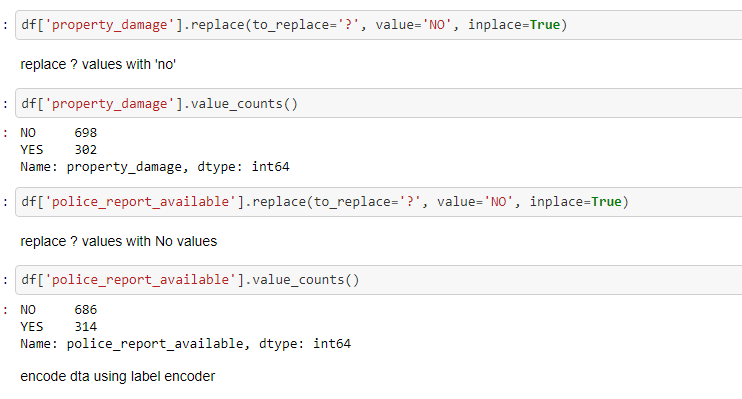 : df['property_damage'].replace(to_replace='?', value='NO', inplace=True)
replace ? values with 'no'
: df['property_damage'].value_counts()
: NO 698
YES 302
Name: property_damage, dtype: int64
: df['police_report_available'].replace(to_replace='?', value='NO', inplace=True)
replace ? values with No values
: df['police_report_available'].value_counts()
: NO 686
YES 314
Name: police_report_available, dtype: int64
encode dta using label encoder